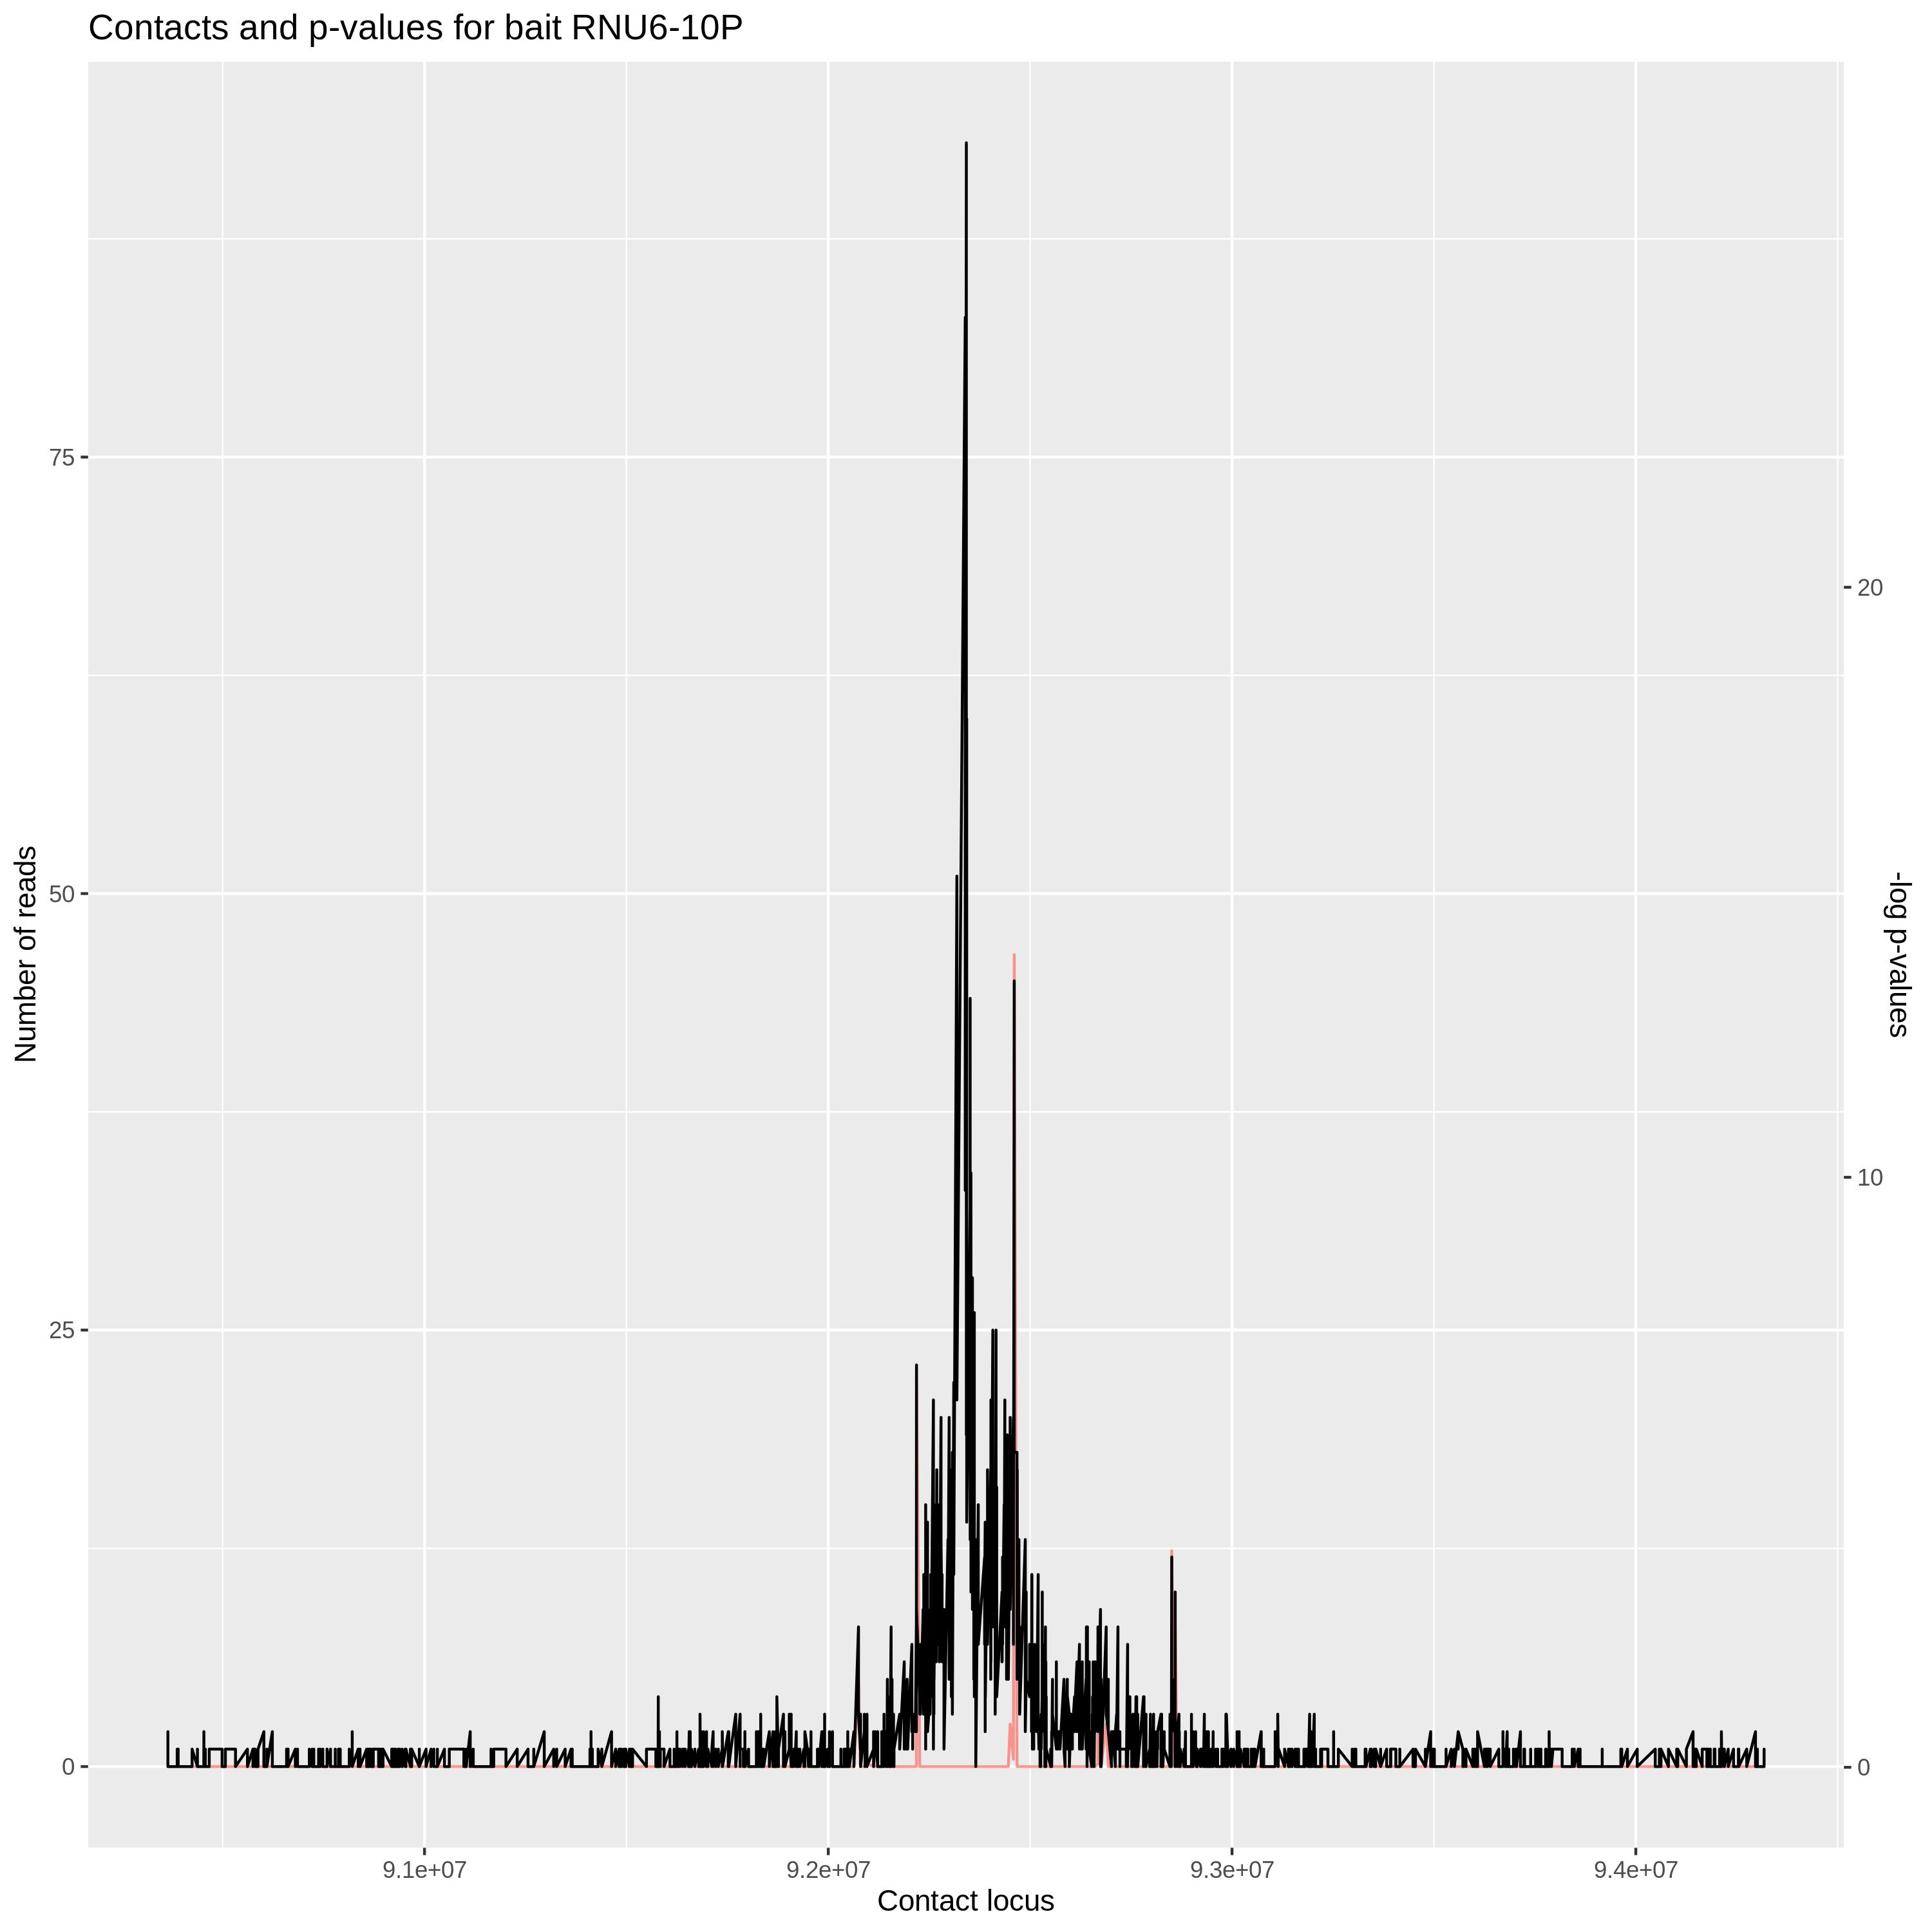 Contacts and p-values for bait RNU6-10P
75
50
25
0
20
10
0
Number of reads
-log p-values
9.1e+07 9.2e+07 9.3e+07 9.4e+07
Contact locus